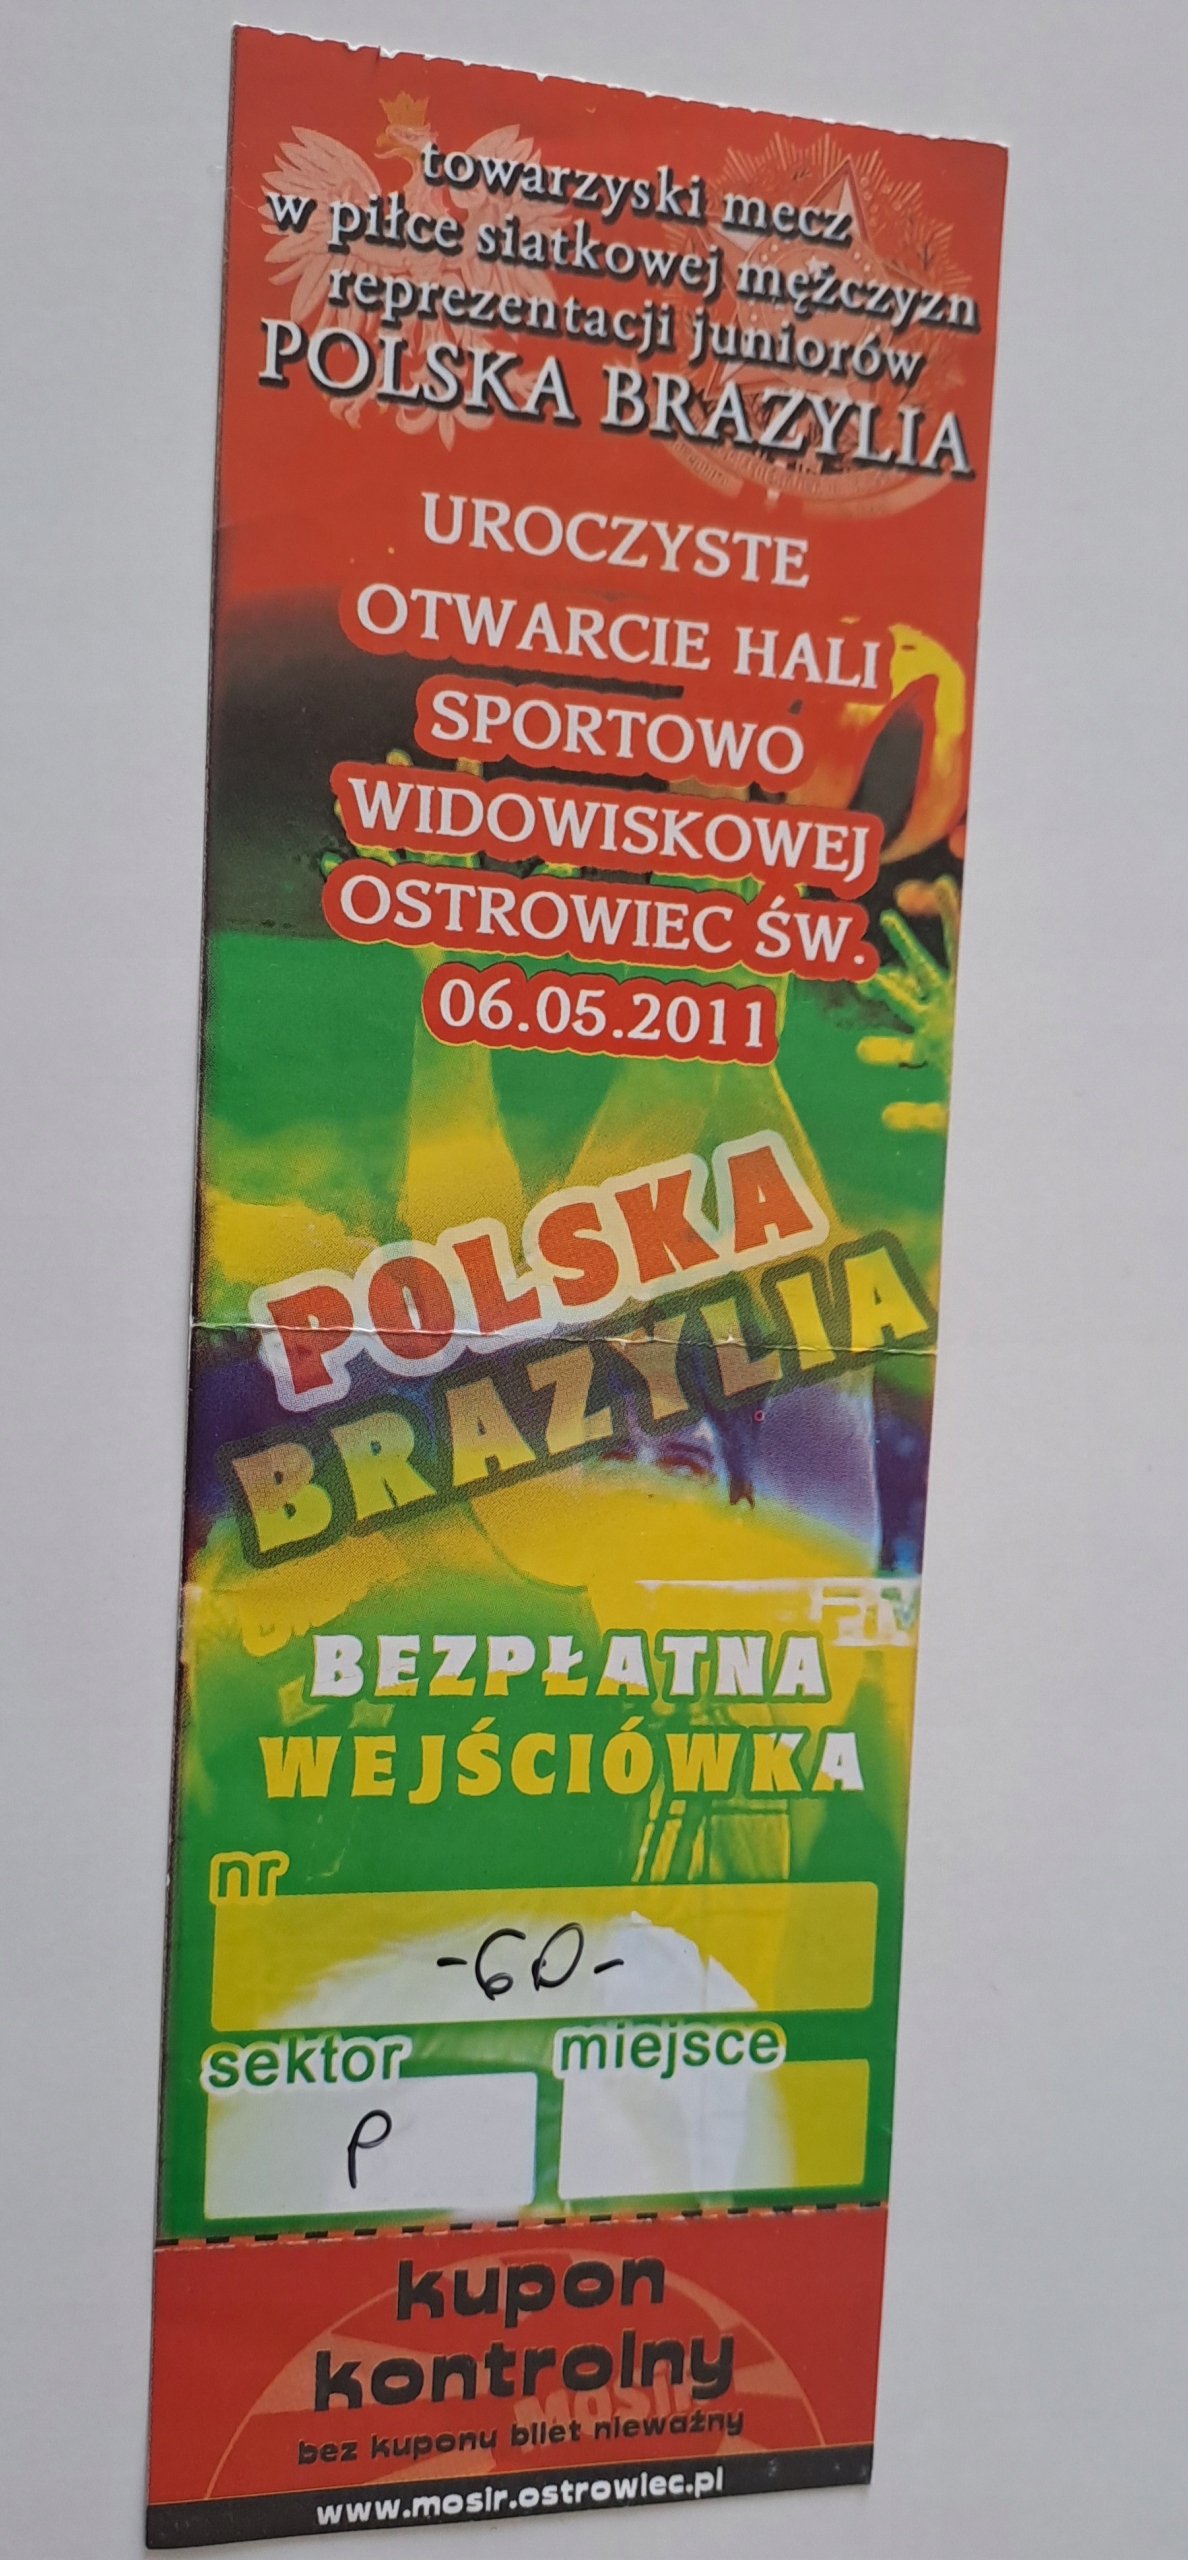 towarzyski mecz
w piłce siatkowej mężczyzn
reprezentacji juniorów
POLSKA BRAZYLIA
UROCZYSTE
OTWARCIE HALI
SPORTOWO
WIDOWISKOWEJ
OSTROWIEC ŚW.
06.05.2011
POLSKA
BRAZYLIA
BEZPŁATNA
WEJŚCIÓWKA
nr
-60-
sektor miejsce
P
kupon
kontrolny
MOSiR
bez kuponu bilet nieważny
www.mosir.ostrowiec.pl